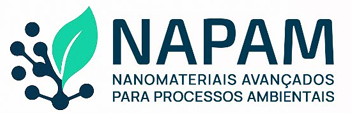 NAPAM
NANOMATERIAIS AVANÇADOS
PARA PROCESSOS AMBIENTAIS